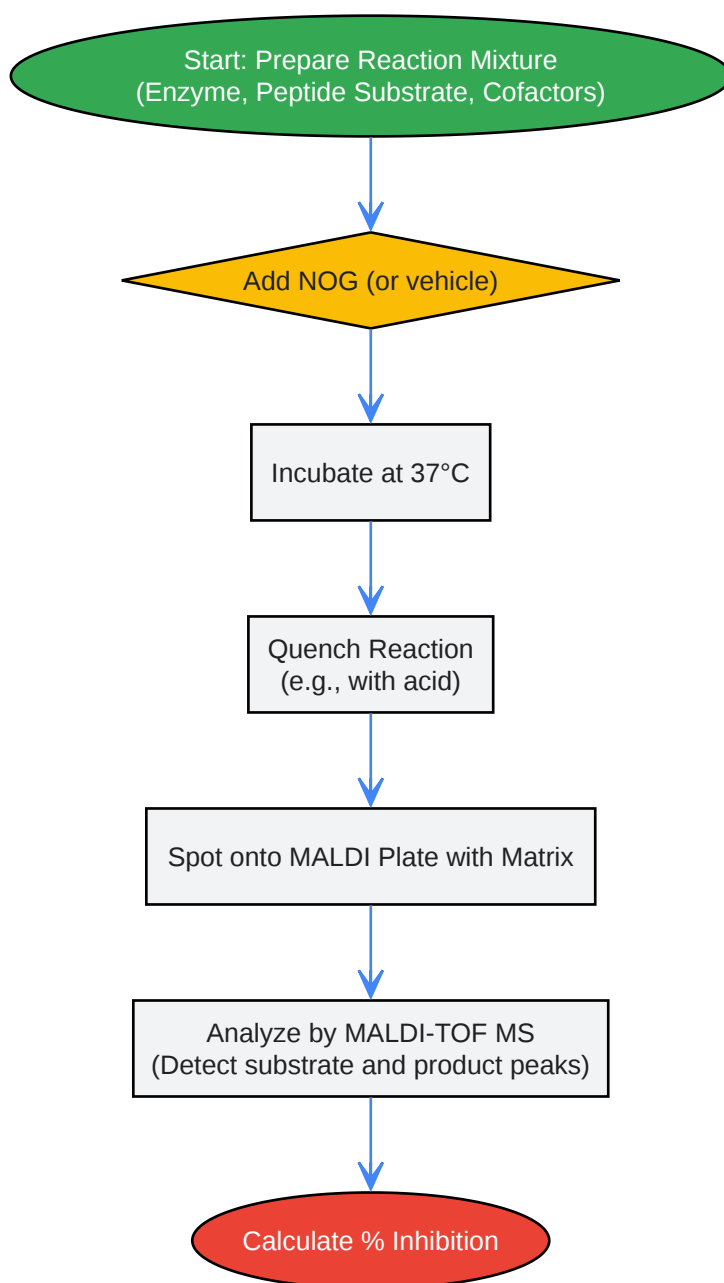 Start: Prepare Reaction Mixture
(Enzyme, Peptide Substrate, Cofactors)
Add NOG (or vehicle)
Incubate at 37°C
Quench Reaction
(e.g., with acid)
Spot onto MALDI Plate with Matrix
Analyze by MALDI-TOF MS
(Detect substrate and product peaks)
Calculate % Inhibition